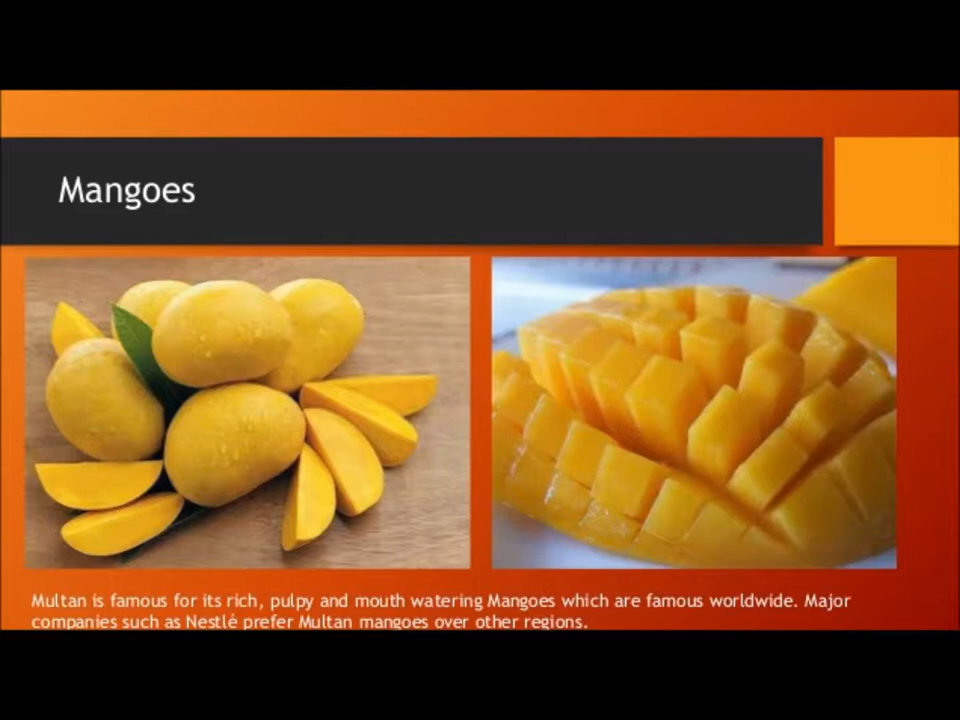 Mangoes
Multan is famous for its rich, pulpy and mouth watering Mangoes which are famous worldwide. Major
companies such as Nestlé prefer Multan mangoes over other regions.